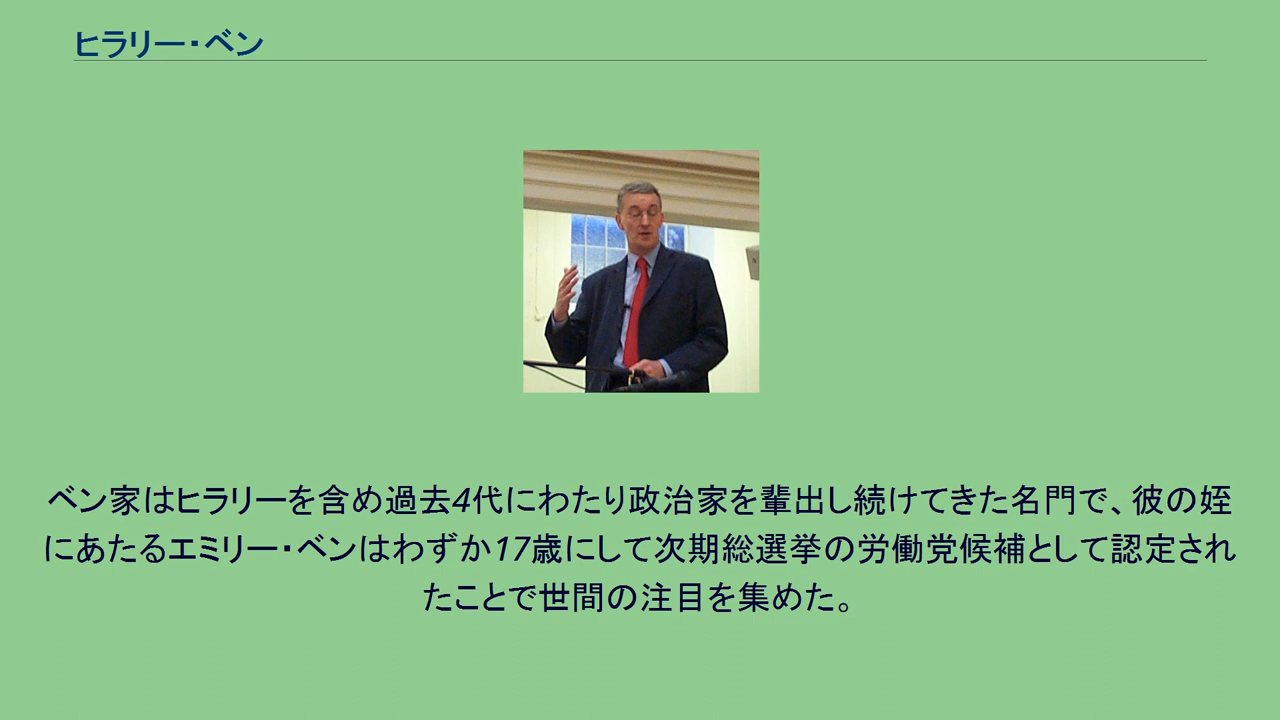 ヒラリー・ベン
ベン家はヒラリーを含め過去4代にわたり政治家を輩出し続けてきた名門で、彼の姪
にあたるエミリー・ベンはわずか17歳にして次期総選挙の労働党候補として認定され
たことで世間の注目を集めた。